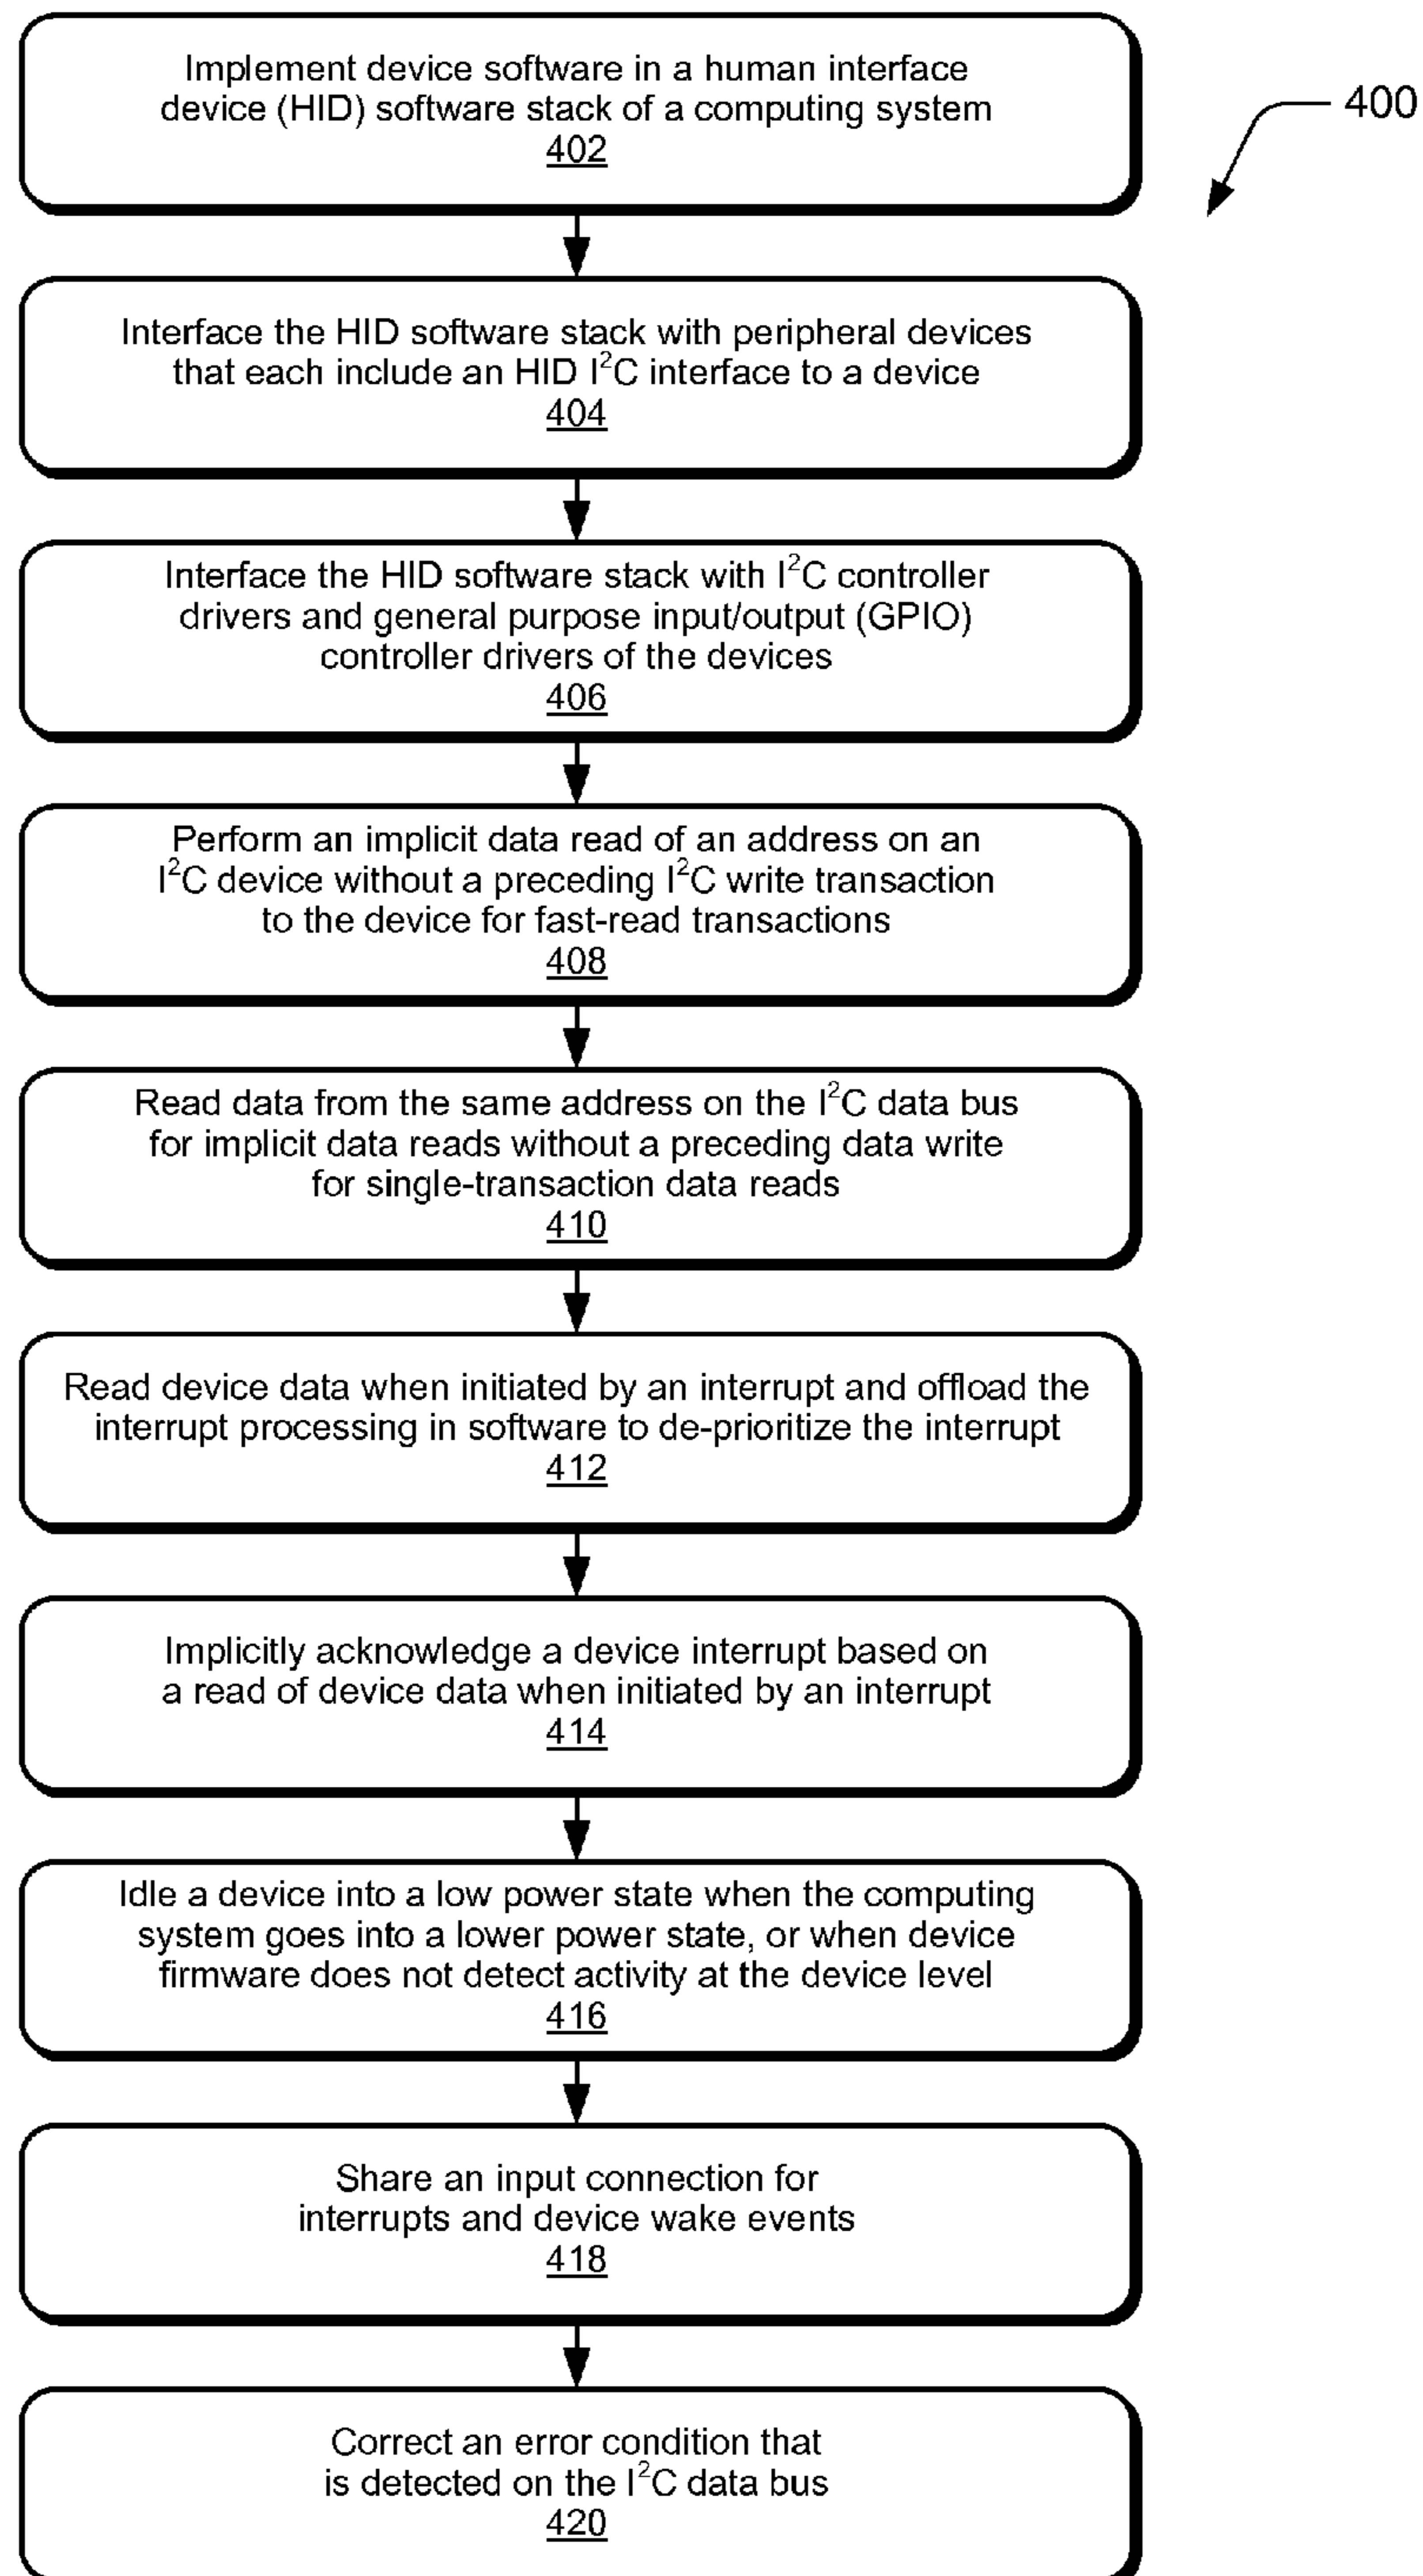 Implement device software in a human interface
device (HID) software stack of a computing system
402
400
Interface the HID software stack with peripheral devices
that each include an HID I²C interface to a device
404
Interface the HID software stack with I²C controller
drivers and general purpose input/output (GPIO)
controller drivers of the devices
406
Perform an implicit data read of an address on an
I²C device without a preceding I²C write transaction
to the device for fast-read transactions
408
Read data from the same address on the I²C data bus
for implicit data reads without a preceding data write
for single-transaction data reads
410
Read device data when initiated by an interrupt and offload the
interrupt processing in software to de-prioritize the interrupt
412
Implicitly acknowledge a device interrupt based on
a read of device data when initiated by an interrupt
414
Idle a device into a low power state when the computing
system goes into a lower power state, or when device
firmware does not detect activity at the device level
416
Share an input connection for
interrupts and device wake events
418
Correct an error condition that
is detected on the I²C data bus
420